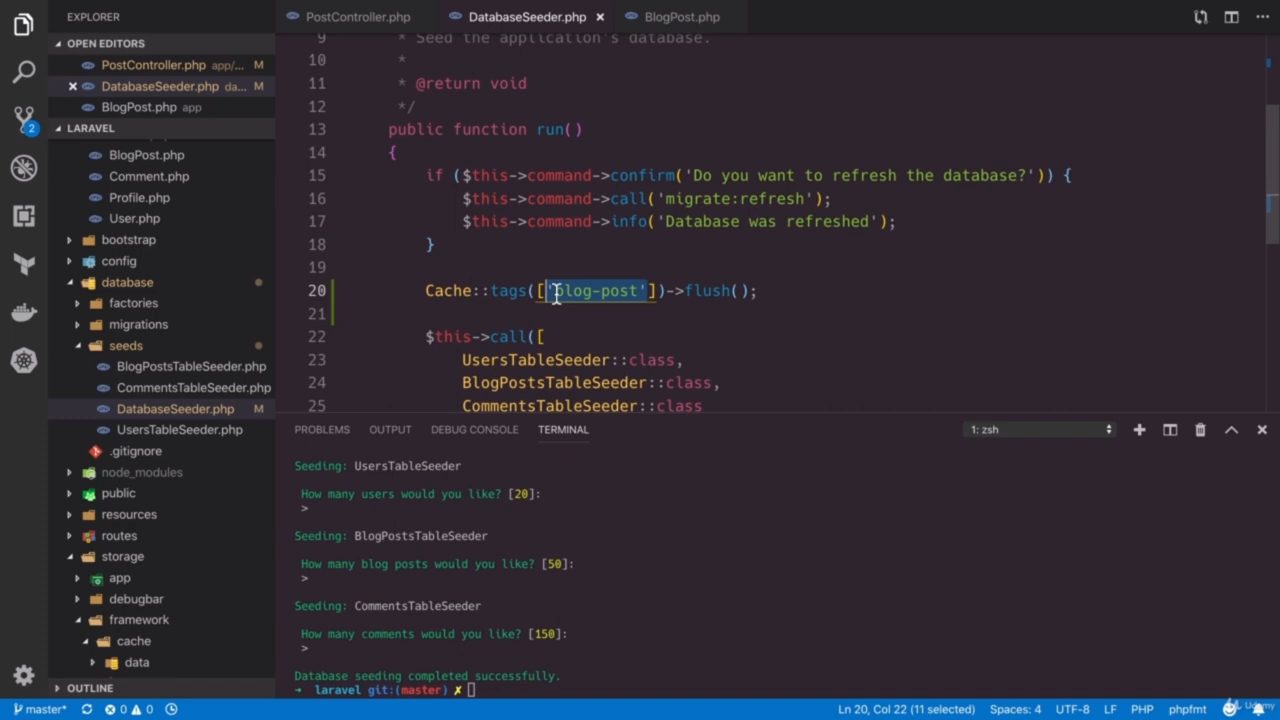 EXPLORER
OPEN EDITORS
PostController.php app/... M
DatabaseSeeder.php da... M
BlogPost.php app
LARAVEL
BlogPost.php
Comment.php
Profile.php
User.php
bootstrap
config
database
factories
migrations
seeds
BlogPostsTableSeeder.php
CommentsTableSeeder.php
DatabaseSeeder.php M
UsersTableSeeder.php
.gitignore
node_modules
public
resources
routes
storage
app
debugbar
framework
cache
data
OUTLINE
2
PostController.php DatabaseSeeder.php BlogPost.php
9 * Seed the application's database.
10 *
11 * @return void
12 */
13 public function run()
14 {
15 if ($this->command->confirm('Do you want to refresh the database?')) {
16 $this->command->call('migrate:refresh');
17 $this->command->info('Database was refreshed');
18 }
19
20 Cache::tags(['blog-post'])->flush();
21
22 $this->call([
23 UsersTableSeeder::class,
24 BlogPostsTableSeeder::class,
25 CommentsTableSeeder::class
PROBLEMS OUTPUT DEBUG CONSOLE TERMINAL 1: zsh
Seeding: UsersTableSeeder
How many users would you like? [20]:
>
Seeding: BlogPostsTableSeeder
How many blog posts would you like? [50]:
>
Seeding: CommentsTableSeeder
How many comments would you like? [150]:
>
Database seeding completed successfully.
➜ laravel git:(master) ✗
master* 0 0 Ln 20, Col 22 (11 selected) Spaces: 4 UTF-8 LF PHP phpfmt
Udemy